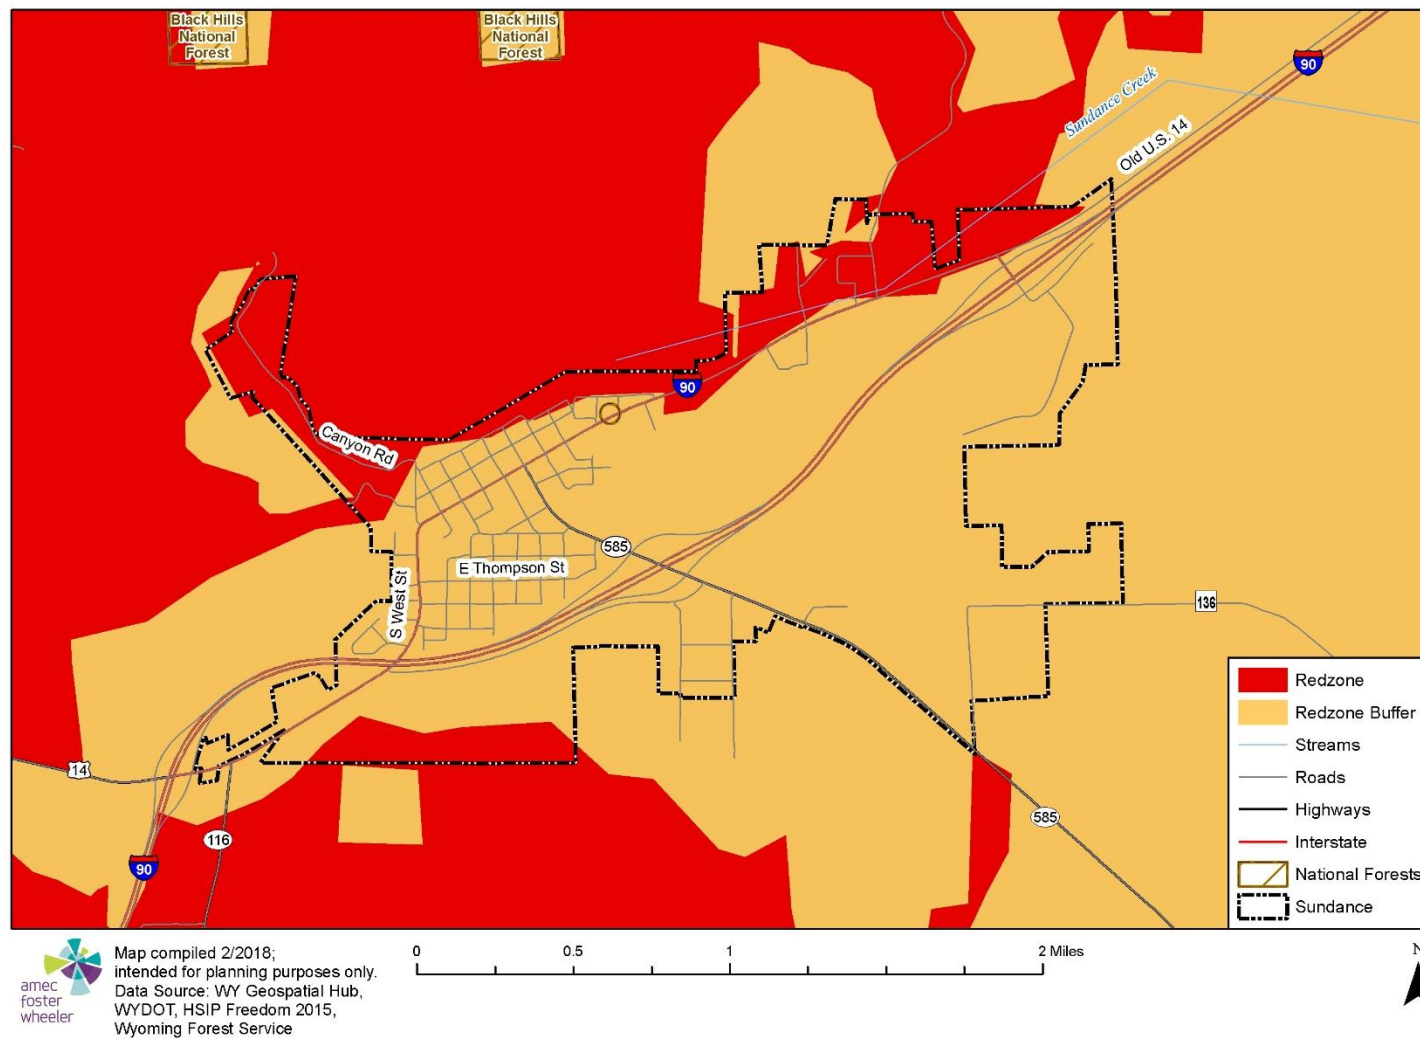 Black Hills
National
Forest
Black Hills
National
Forest
90
Sundance Creek
Old U.S. 14
90
Canyon Rd
585
E Thompson St
S West St
136
14
116
585
90
Redzone
Redzone Buffer
Streams
Roads
Highways
Interstate
National Forests
Sundance
amec
foster
wheeler
Map compiled 2/2018;
intended for planning purposes only.
Data Source: WY Geospatial Hub,
WYDOT, HSIP Freedom 2015,
Wyoming Forest Service
0 0.5 1 2 Miles
N